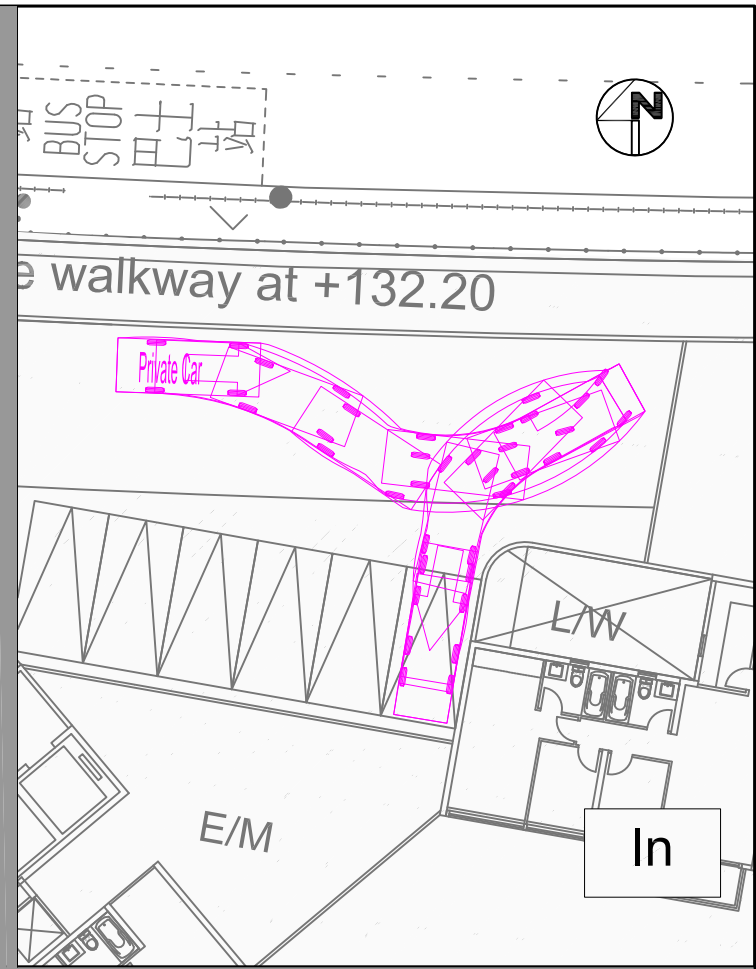 BUS
STOP
巴士站
N
e walkway at +132.20
Private Car
L/W
E/M
In